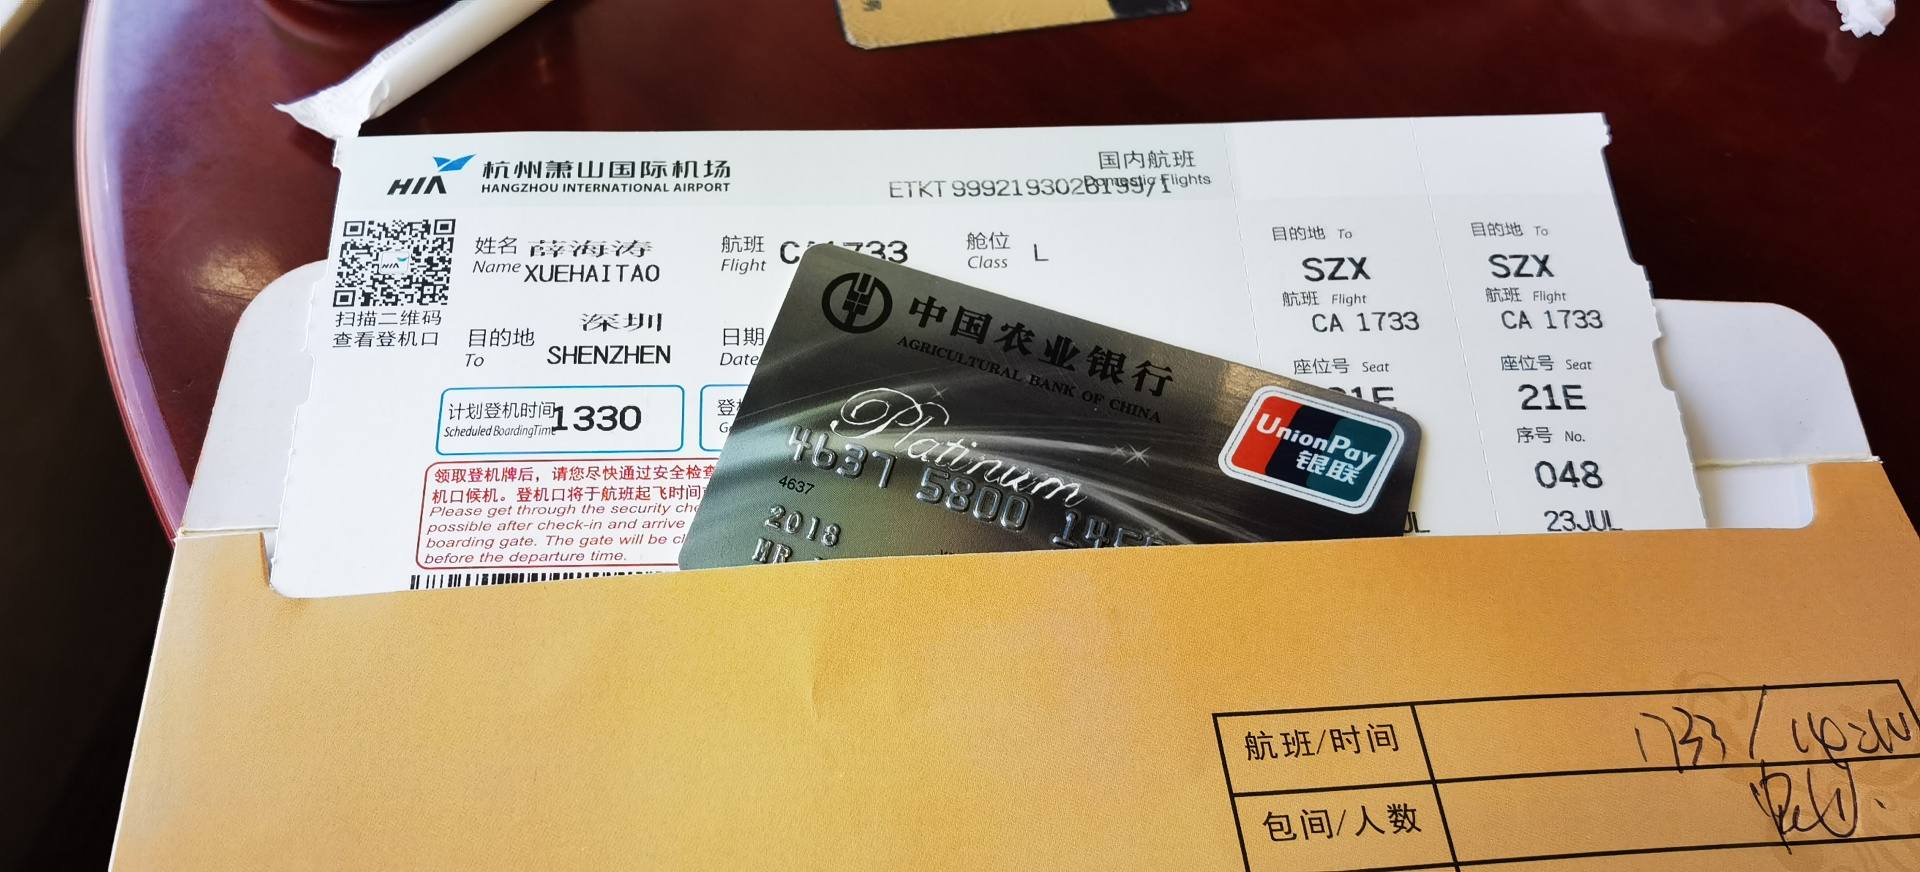 杭州萧山国际机场
HIA
HANGZHOU INTERNATIONAL AIRPORT
国内航班
Domestic Flights
扫描二维码
查看登机口
姓名 薛海涛
Name XUEHAITAO
航班
Flight
舱位 L
Class
目的地 深圳
To SHENZHEN
日期
Date
计划登机时间 1330
Scheduled BoardingTime
领取登机牌后，请您尽快通过安全检查
机口候机。登机口将于航班起飞时间
Please get through the security
possible after check-in and arrive
boarding gate. The gate will be
before the departure time.
目的地 To
SZX
航班 Flight
CA 1733
座位号 Seat
目的地 To
SZX
航班 Flight
CA 1733
座位号 Seat
21E
序号 No.
048
23JUL
中国农业银行
AGRICULTURAL BANK OF CHINA
Platinum
UnionPay
银联
4637 5800
4637
2018
MR
航班/时间 1733/
包间/人数